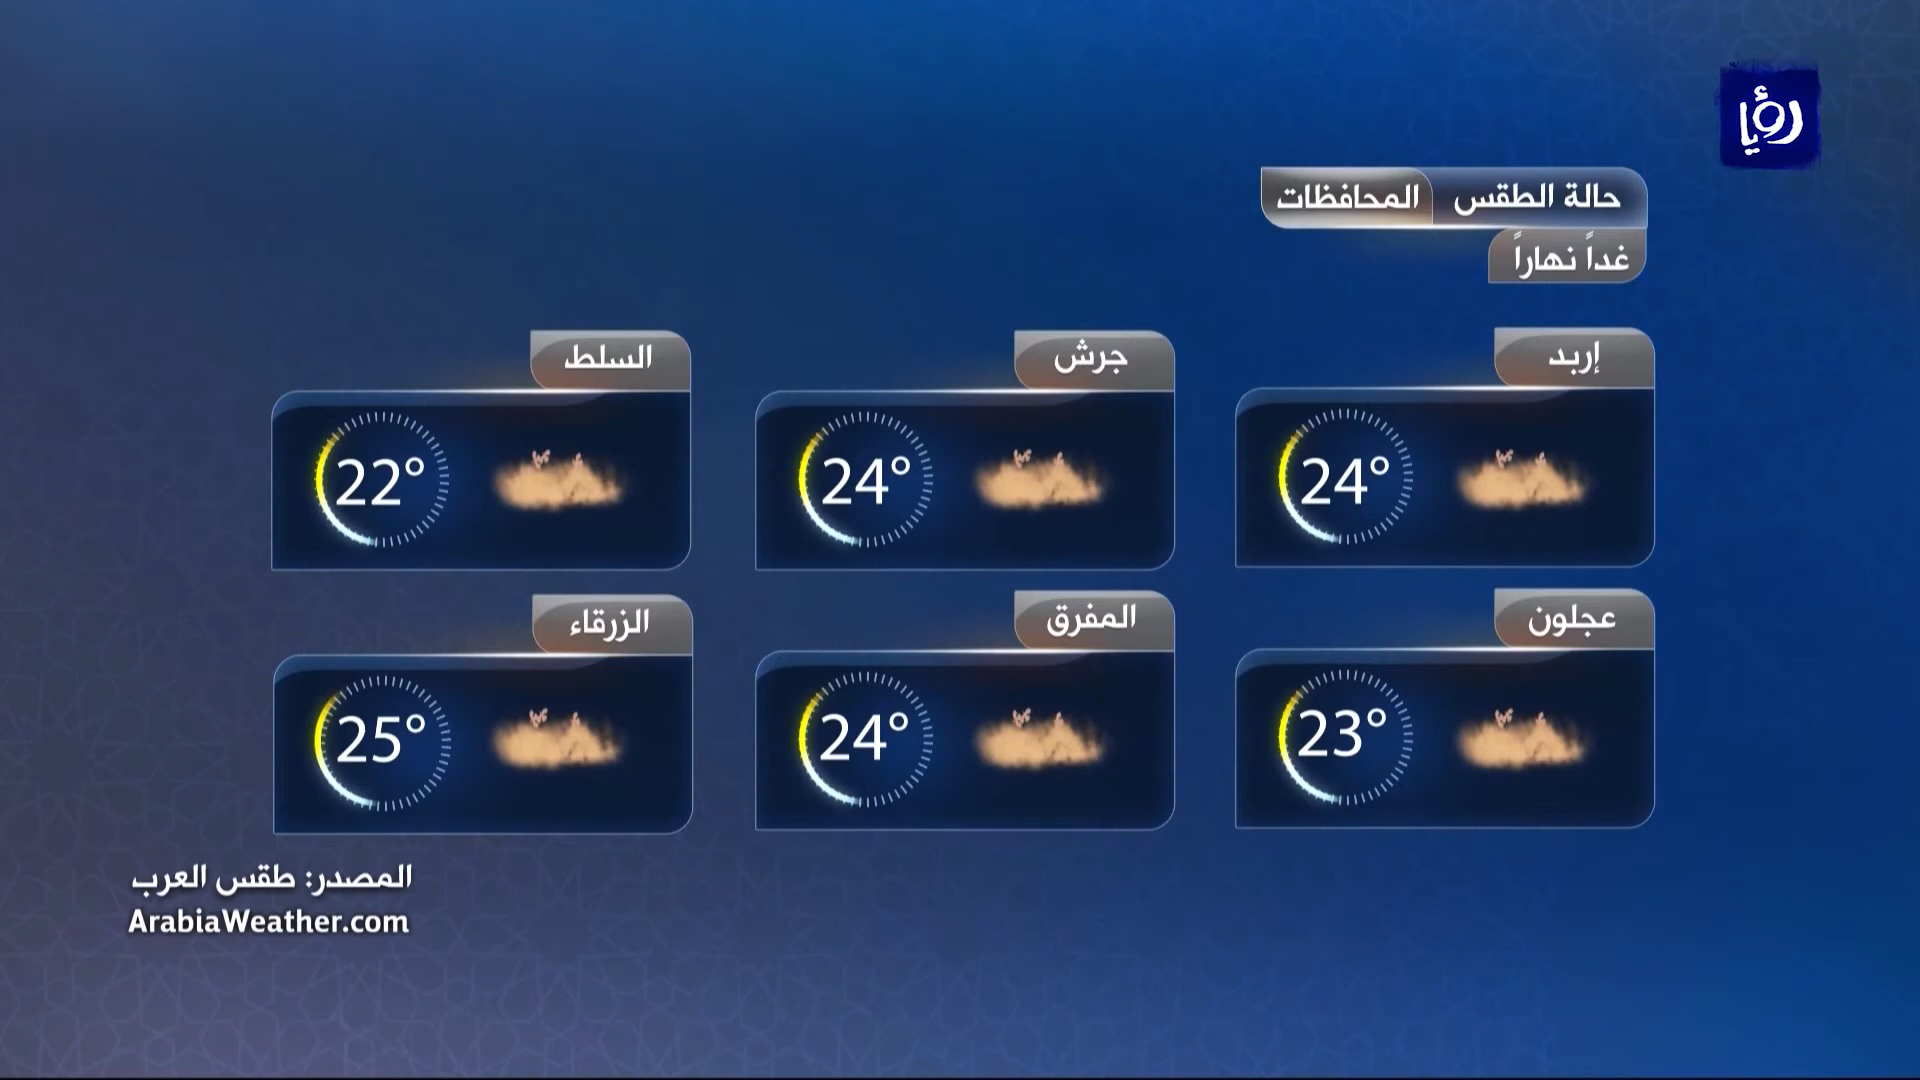 رؤيا
حالة الطقس المحافظات
غداً نهاراً
إربد
24°
جرش
24°
السلط
22°
عجلون
23°
المفرق
24°
الزرقاء
25°
المصدر: طقس العرب
ArabiaWeather.com